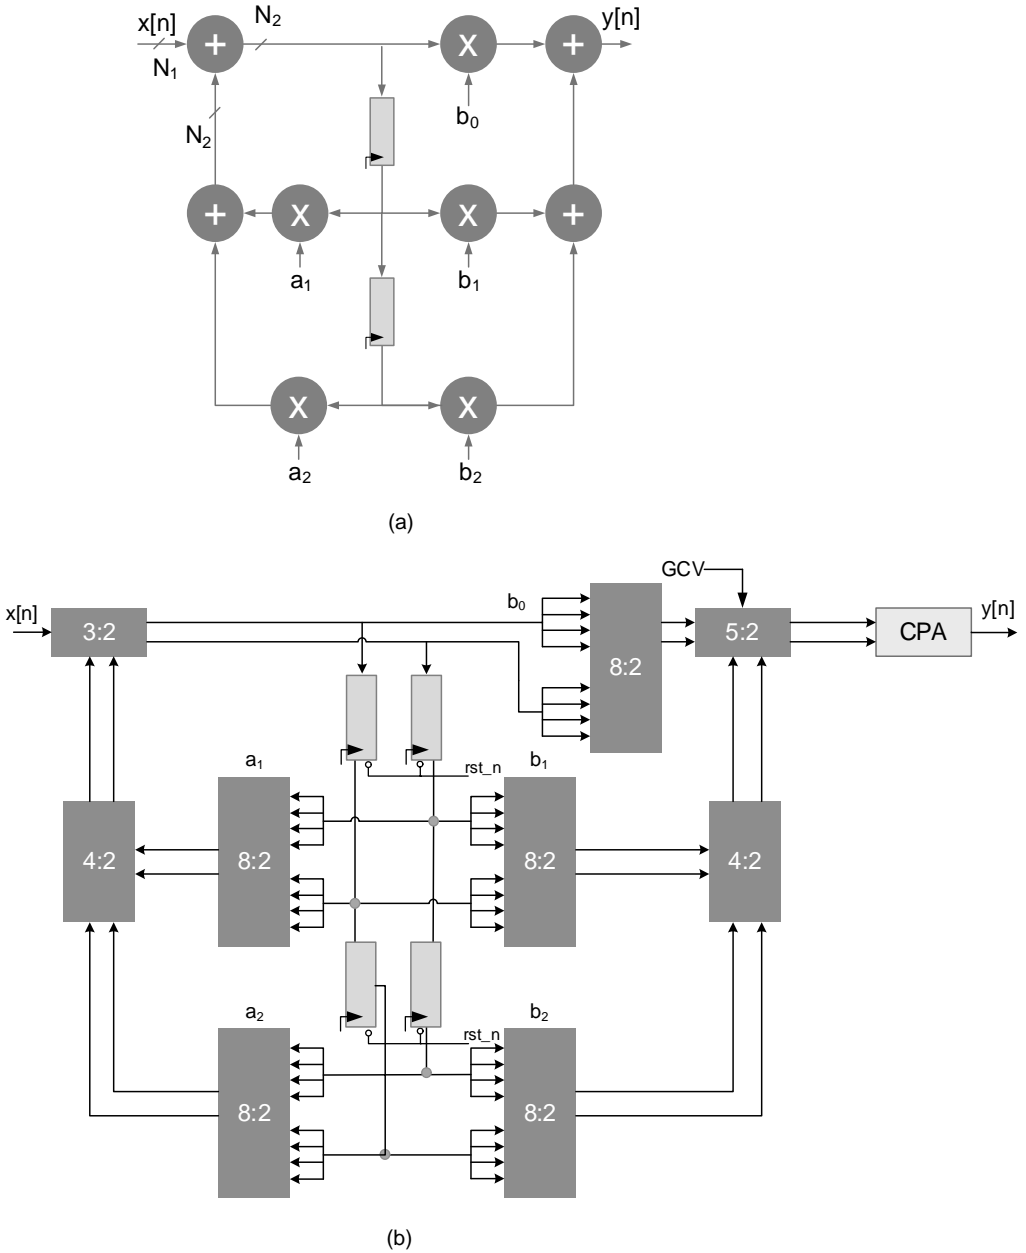 x[n]
N₁
+
N₂
X
b₀
+
y[n]
N₂
+
X
a₁
X
b₁
+
X
a₂
X
b₂
(a)
x[n]
3:2
b₀
8:2
GCV
5:2
CPA
y[n]
rst_n
a₁
b₁
4:2
8:2
8:2
4:2
rst_n
a₂
b₂
8:2
8:2
(b)